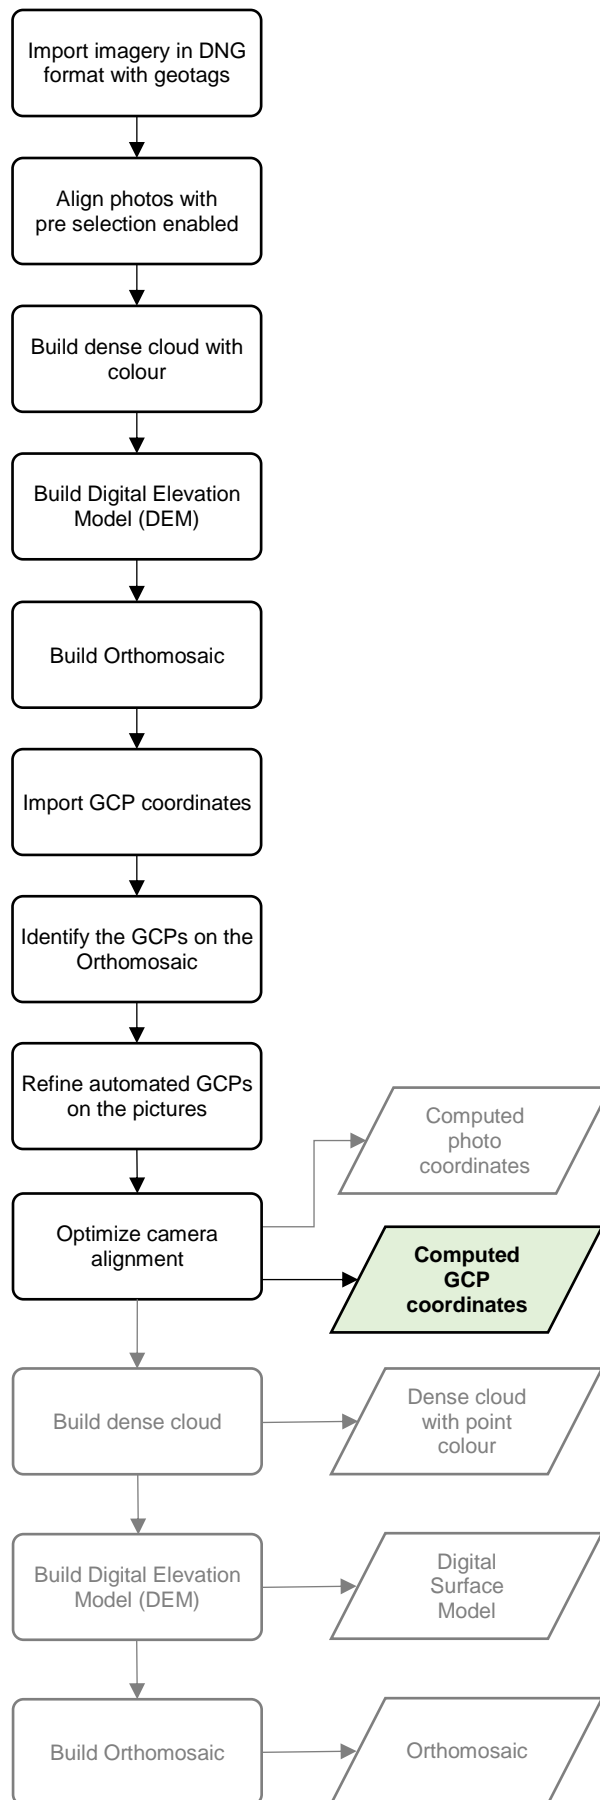 Import imagery in DNG
format with geotags
Align photos with
pre selection enabled
Build dense cloud with
colour
Build Digital Elevation
Model (DEM)
Build Orthomosaic
Import GCP coordinates
Identify the GCPs on the
Orthomosaic
Refine automated GCPs
on the pictures
Computed
photo
coordinates
Optimize camera
alignment
Computed
GCP
coordinates
Build dense cloud
Dense cloud
with point
colour
Build Digital Elevation
Model (DEM)
Digital
Surface
Model
Build Orthomosaic
Orthomosaic